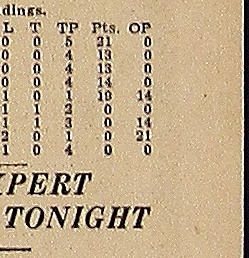 dings.
L T TP Pts. OP
0 0 5 21 0
0 0 4 13 0
0 0 4 13 0
0 0 4 14 0
1 0 1 19 14
1 1 2 0 0
1 1 3 0 14
2 0 1 0 21
1 0 4 0 0
XPERT
TONIGHT